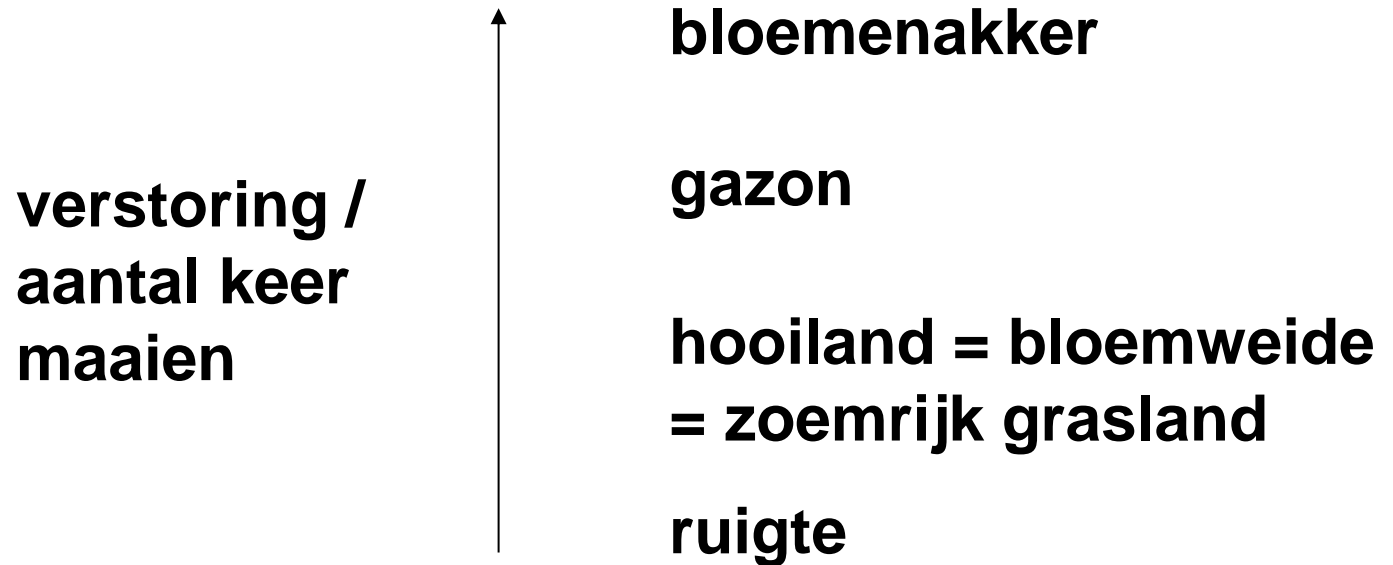 verstoring /
aantal keer
maaien
bloemenakker
gazon
hooiland = bloemweide
= zoemrijk grasland
ruigte